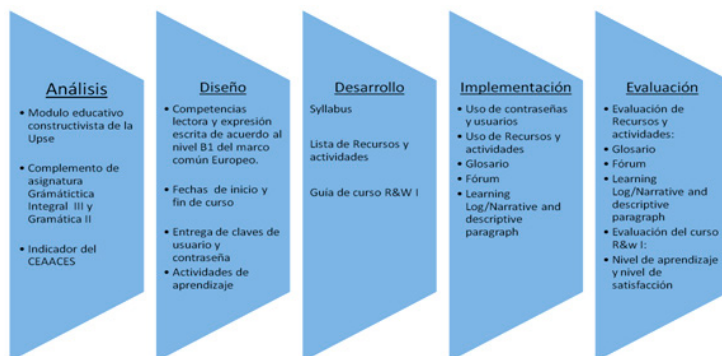 Análisis
• Modulo educativo
constructivista de la
Upse
• Complemento de
asignatura
Grámátictica
Integral III y
Gramática II
• Indicador del
CEAACES
Diseño
• Competencias
lectora y expresión
escrita de acuerdo al
nivel B1 del marco
común Europeo.
• Fechas de inicio y
fin de curso
• Entrega de claves de
usuario y
contraseña
• Actividades de
aprendizaje
Desarrollo
Syllabus
Lista de Recursos y
actividades
Guía de curso R&W I
Implementación
• Uso de contraseñas
y usuarios
• Uso de Recursos y
actividades
• Glosario
• Fórum
• Learning
Log/Narrative and
descriptive
paragraph
Evaluación
• Evaluación de
Recursos y
actividades:
• Glosario
• Fórum
• Learning
Log/Narrative and
descriptive
paragraph
• Evaluación del curso
R&w I:
• Nivel de aprendizaje
y nivel de
satisfacción